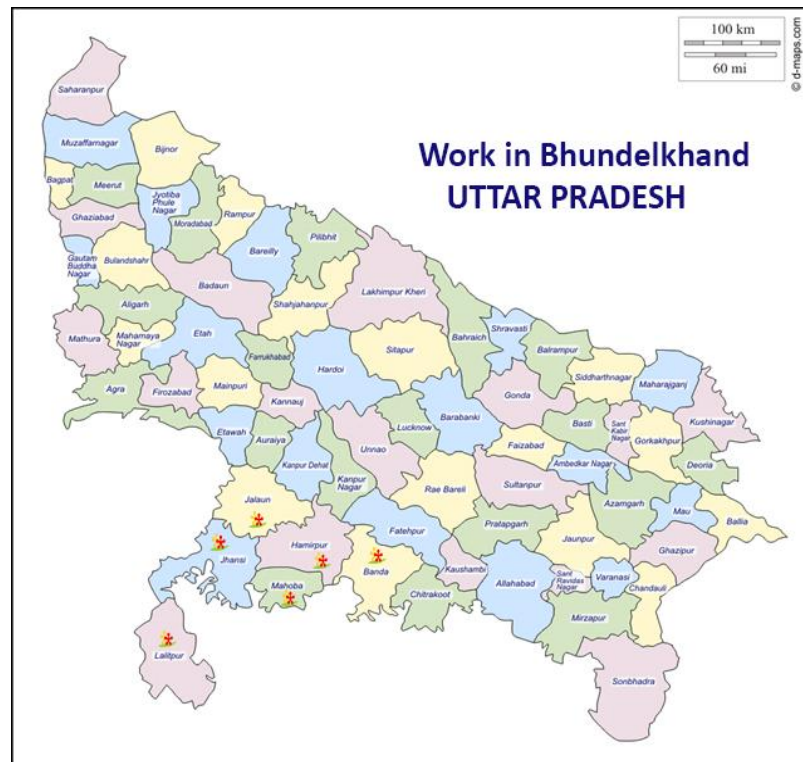 100 km
60 mi
© d-maps.com
Work in Bhundelkhand
UTTAR PRADESH
Saharanpur
Muzaffarnagar
Bijnor
Bagpat
Meerut
Jyotiba
Phule
Nagar
Moradabad
Rampur
Ghaziabad
Bareilly
Pilibhit
Gautam
Buddha
Nagar
Bulandshahr
Badaun
Lakhimpur Kheri
Shahjahanpur
Aligarh
Bahraich
Shravasti
Mathura
Mahamaya
Nagar
Etah
Farrukhabad
Hardoi
Sitapur
Balrampur
Siddharthnagar
Maharajganj
Agra
Firozabad
Mainpuri
Kannauj
Gonda
Kushinagar
Etawah
Auraiya
Kanpur Dehat
Kanpur
Nagar
Unnao
Lucknow
Barabanki
Faizabad
Basti
Sant
Kabir
Nagar
Gorkakhpur
Deoria
Ambedkar Nagar
Rae Bareli
Sultanpur
Azamgarh
Mau
Ballia
Jalaun
Jhansi
Hamirpur
Fatehpur
Pratapgarh
Jaunpur
Ghazipur
Mahoba
Banda
Kaushambi
Chitrakoot
Allahabad
Sant
Ravidas
Nagar
Varanasi
Chandauli
Mirzapur
Lalitpur
Sonbhadra